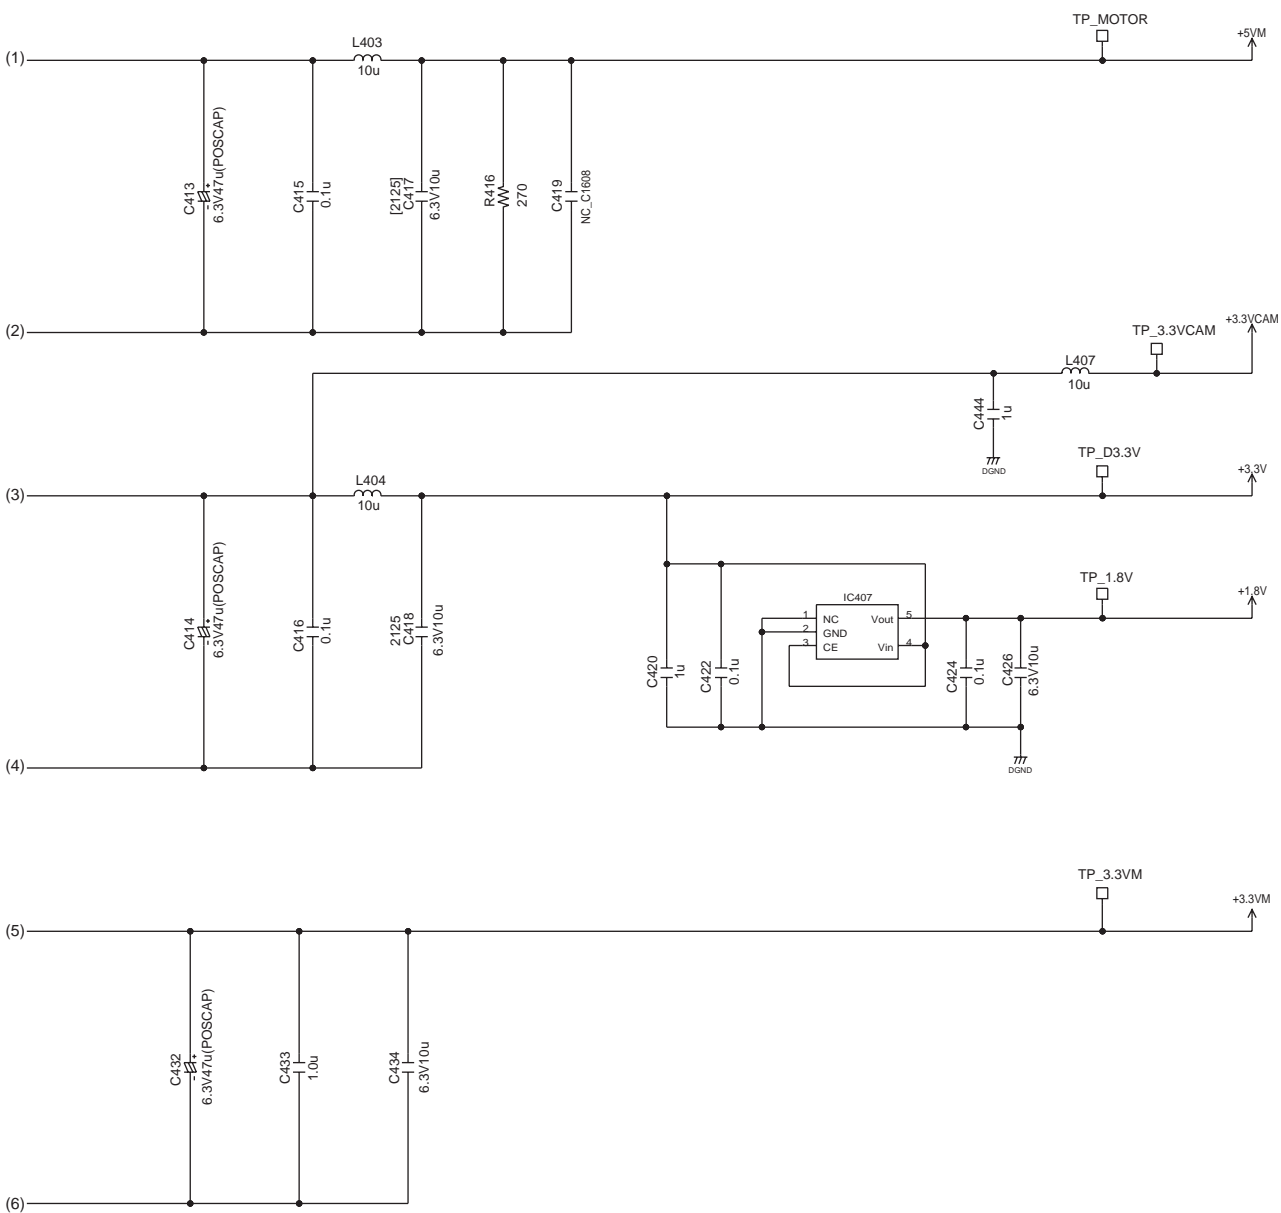 TP_MOTOR
+5VM
(1)
L403
10u
C413
6.3V47u(POSCAP)
+
-
C415
0.1u
[2125]
C417
6.3V10u
R416
270
C419
NC_C1608
(2)
TP_3.3VCAM
+3.3VCAM
L407
10u
C444
1u
DGND
TP_D3.3V
+3.3V
(3)
L404
10u
C414
6.3V47u(POSCAP)
+
-
C416
0.1u
2125
C418
6.3V10u
TP_1.8V
+1.8V
IC407
1
NC
Vout
5
2
GND
3
CE
Vin
4
C420
1u
C422
0.1u
C424
0.1u
C426
6.3V10u
DGND
(4)
TP_3.3VM
+3.3VM
(5)
C432
6.3V47u(POSCAP)
+
-
C433
1.0u
C434
6.3V10u
(6)